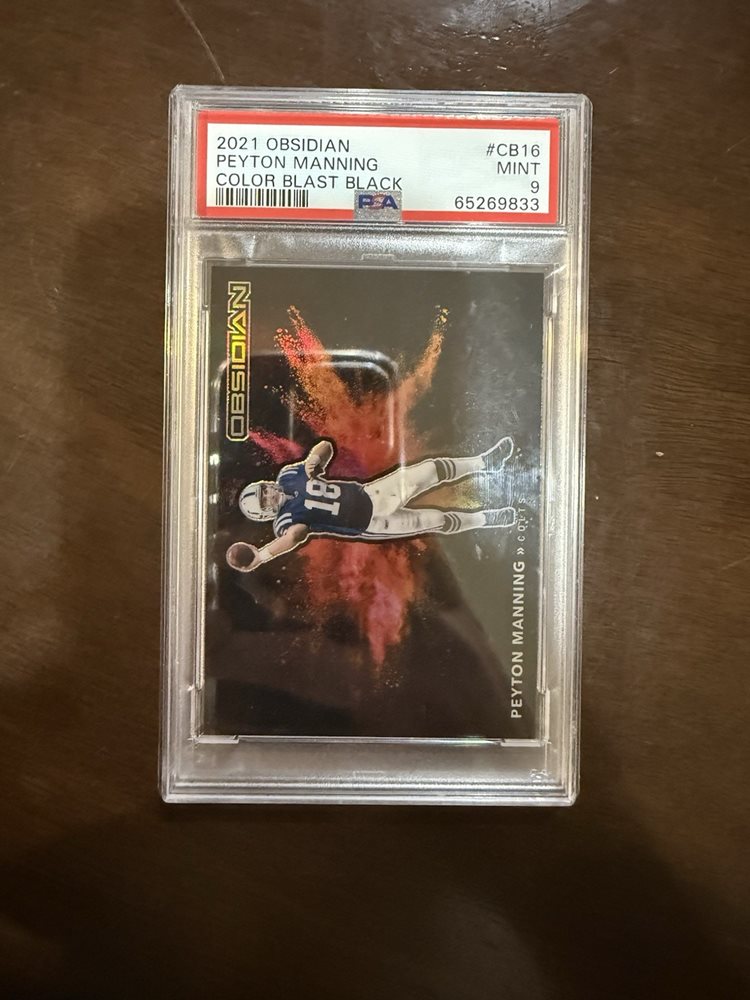 2021 OBSIDIAN #CB16
PEYTON MANNING MINT
COLOR BLAST BLACK 9
PSA 65269833
OBSIDIAN
18
PEYTON MANNING » COLTS